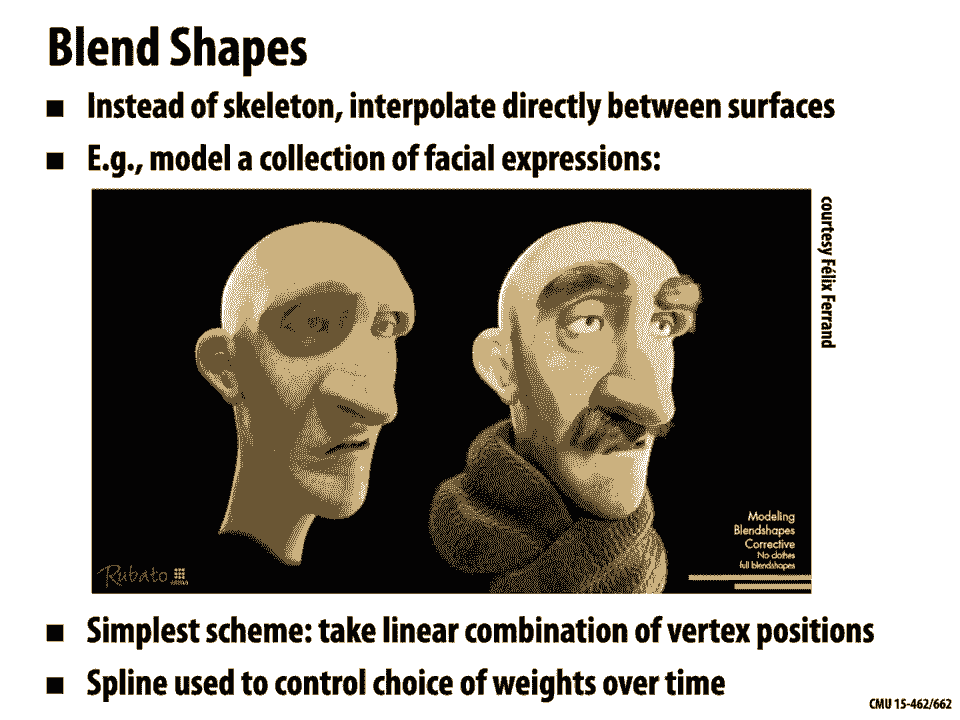 Blend Shapes
Instead of skeleton, interpolate directly between surfaces
E.g., model a collection of facial expressions:
courtesy Félix Ferrand
Modeling
Blendshapes
Corrective
No clothes
full blendshapes
Rubato
Simplest scheme: take linear combination of vertex positions
Spline used to control choice of weights over time
CMU 15-462/662